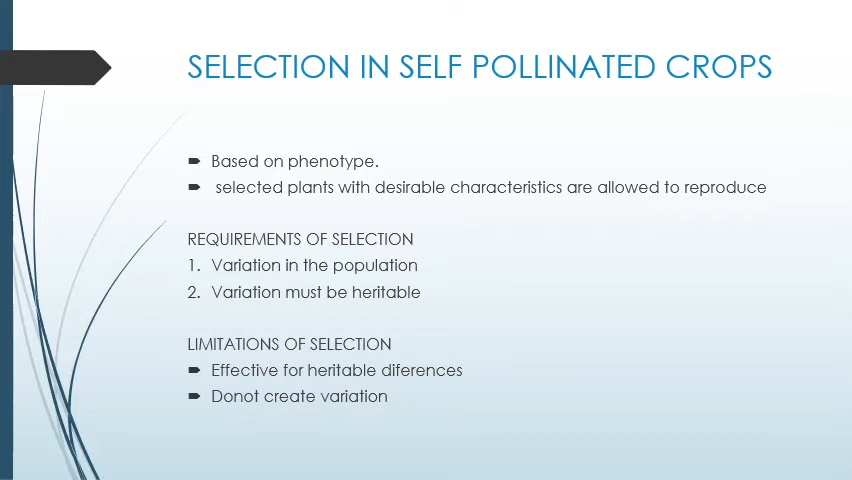 SELECTION IN SELF POLLINATED CROPS
Based on phenotype.
selected plants with desirable characteristics are allowed to reproduce
REQUIREMENTS OF SELECTION
1. Variation in the population
2. Variation must be heritable
LIMITATIONS OF SELECTION
Effective for heritable diferences
Donot create variation